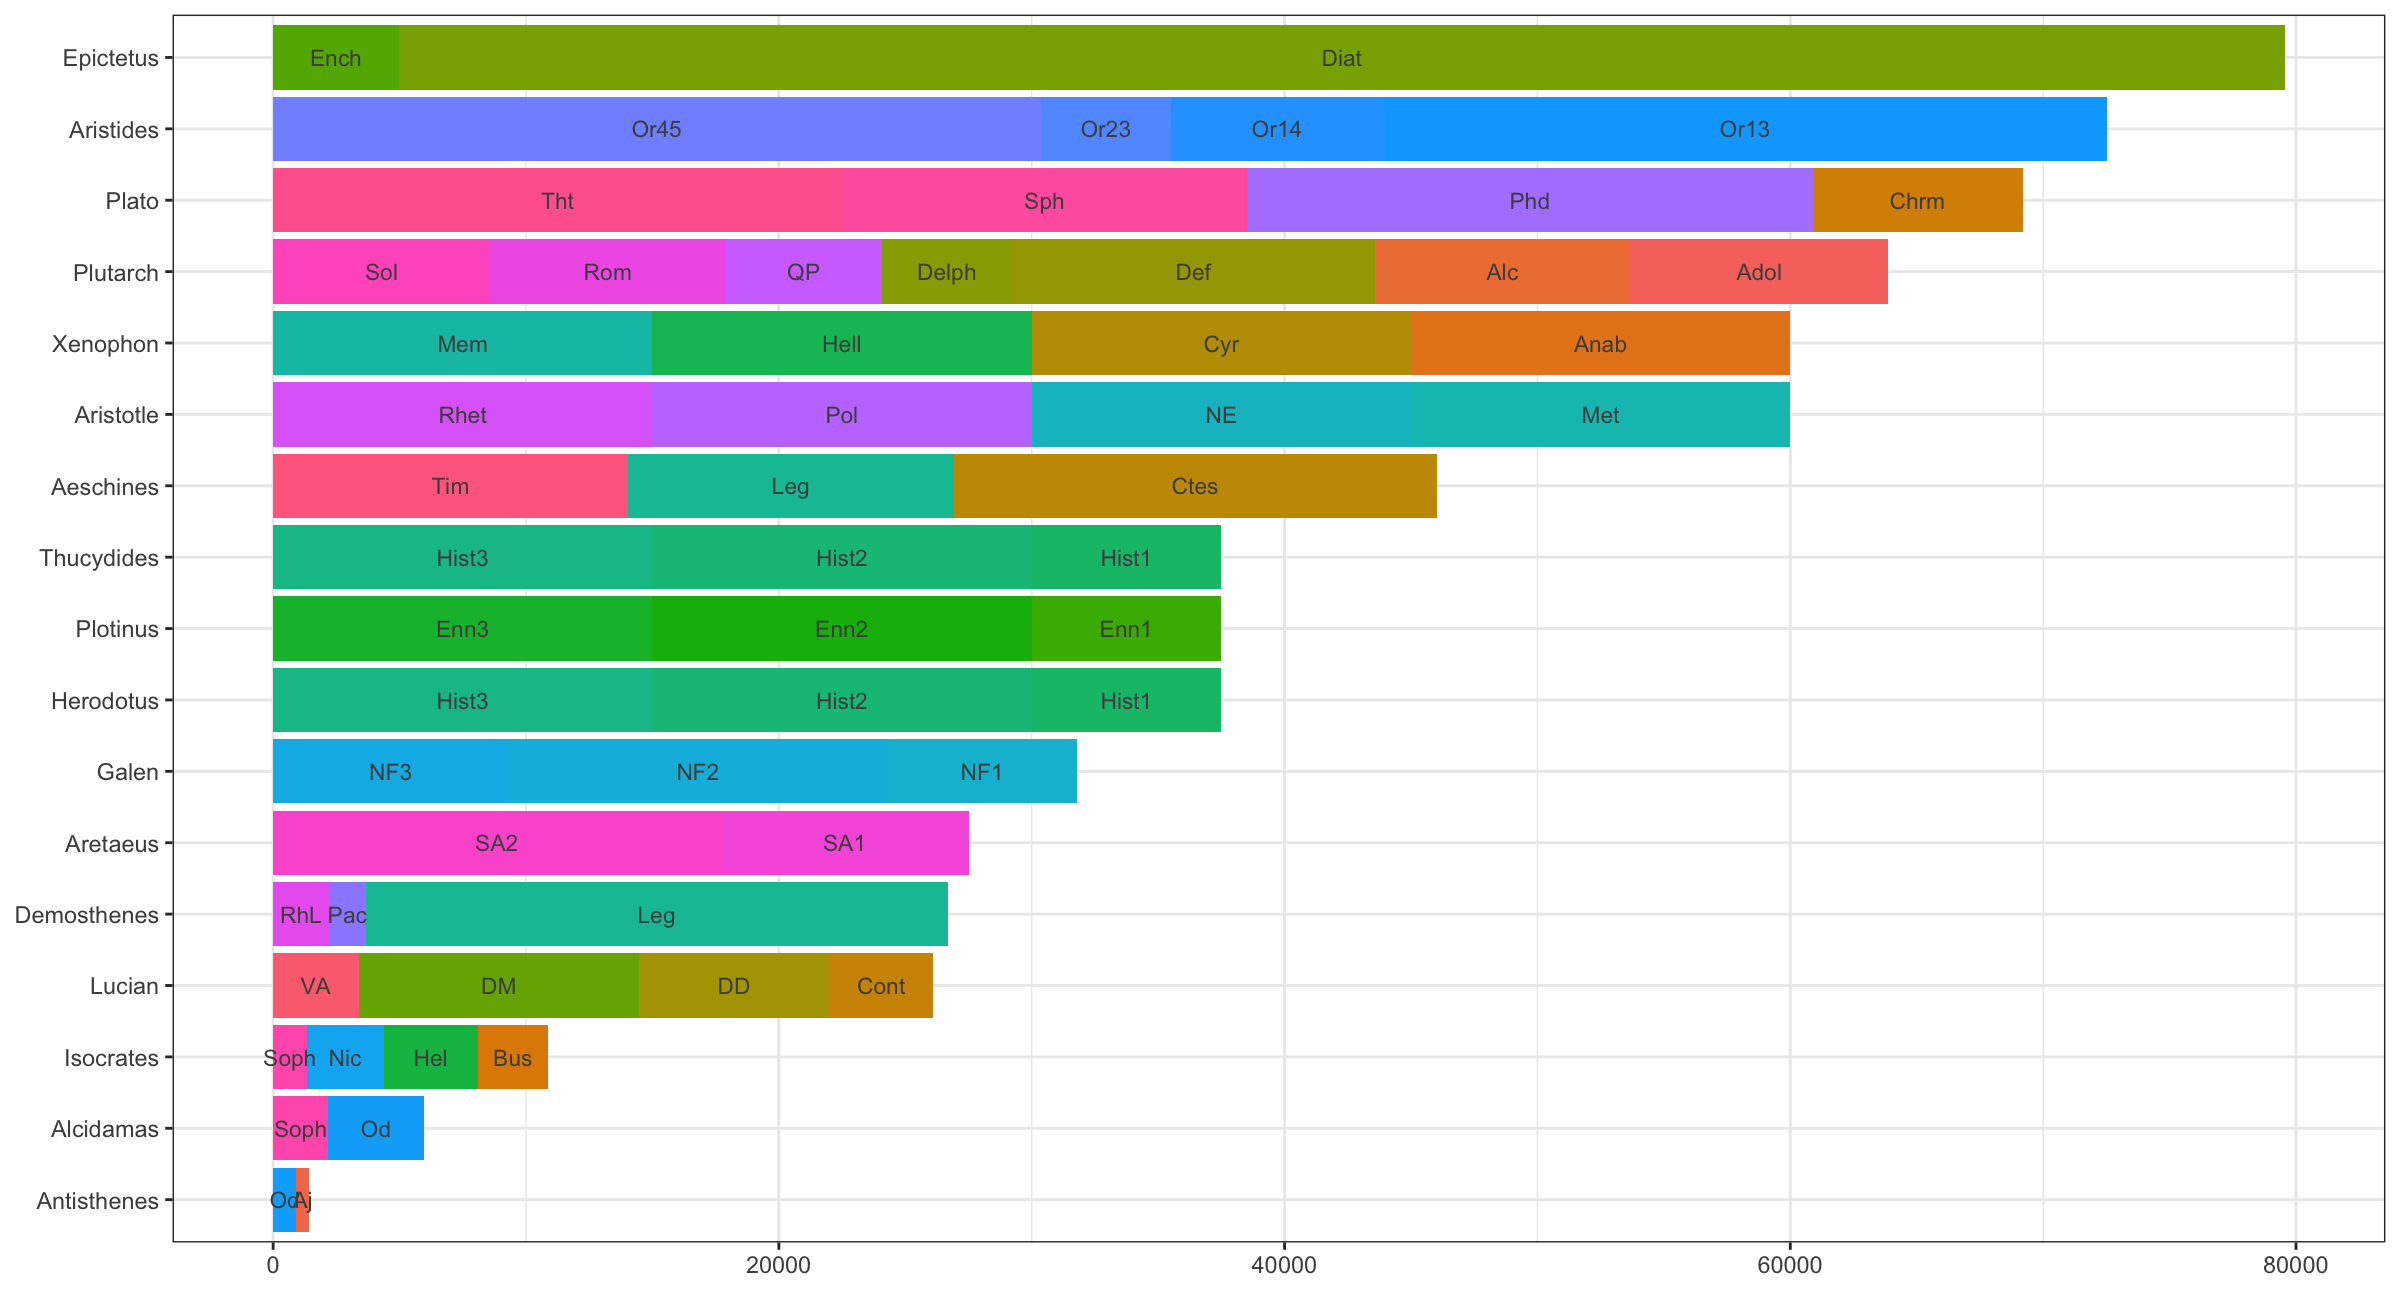 Epictetus Ench Diat
Aristides Or45 Or23 Or14 Or13
Plato Tht Sph Phd Chrm
Plutarch Sol Rom QP Delph Def Alc Adol
Xenophon Mem Hell Cyr Anab
Aristotle Rhet Pol NE Met
Aeschines Tim Leg Ctes
Thucydides Hist3 Hist2 Hist1
Plotinus Enn3 Enn2 Enn1
Herodotus Hist3 Hist2 Hist1
Galen NF3 NF2 NF1
Aretaeus SA2 SA1
Demosthenes RhL Pac Leg
Lucian VA DM DD Cont
Isocrates Soph Nic Hel Bus
Alcidamas Soph Od
Antisthenes Od Aj
0 20000 40000 60000 80000